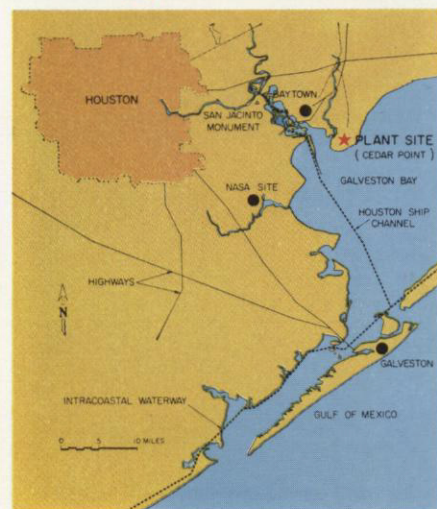 HOUSTON
BAYTOWN
SAN JACINTO
MONUMENT
PLANT SITE
( CEDAR POINT )
GALVESTON BAY
NASA SITE
HOUSTON SHIP
CHANNEL
HIGHWAYS
N
GALVESTON
INTRACOASTAL WATERWAY
GULF OF MEXICO
0 5 10 MILES